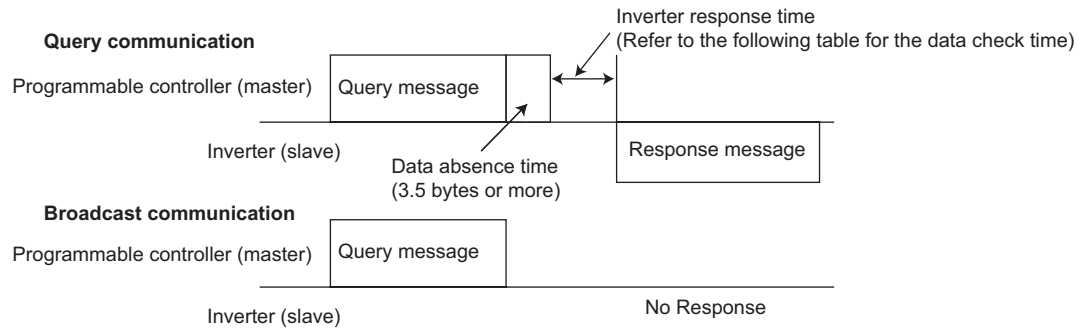 Inverter response time
(Refer to the following table for the data check time)
Query communication
Programmable controller (master)
Query message
Inverter (slave)
Data absence time
(3.5 bytes or more)
Response message
Broadcast communication
Programmable controller (master)
Query message
Inverter (slave)
No Response